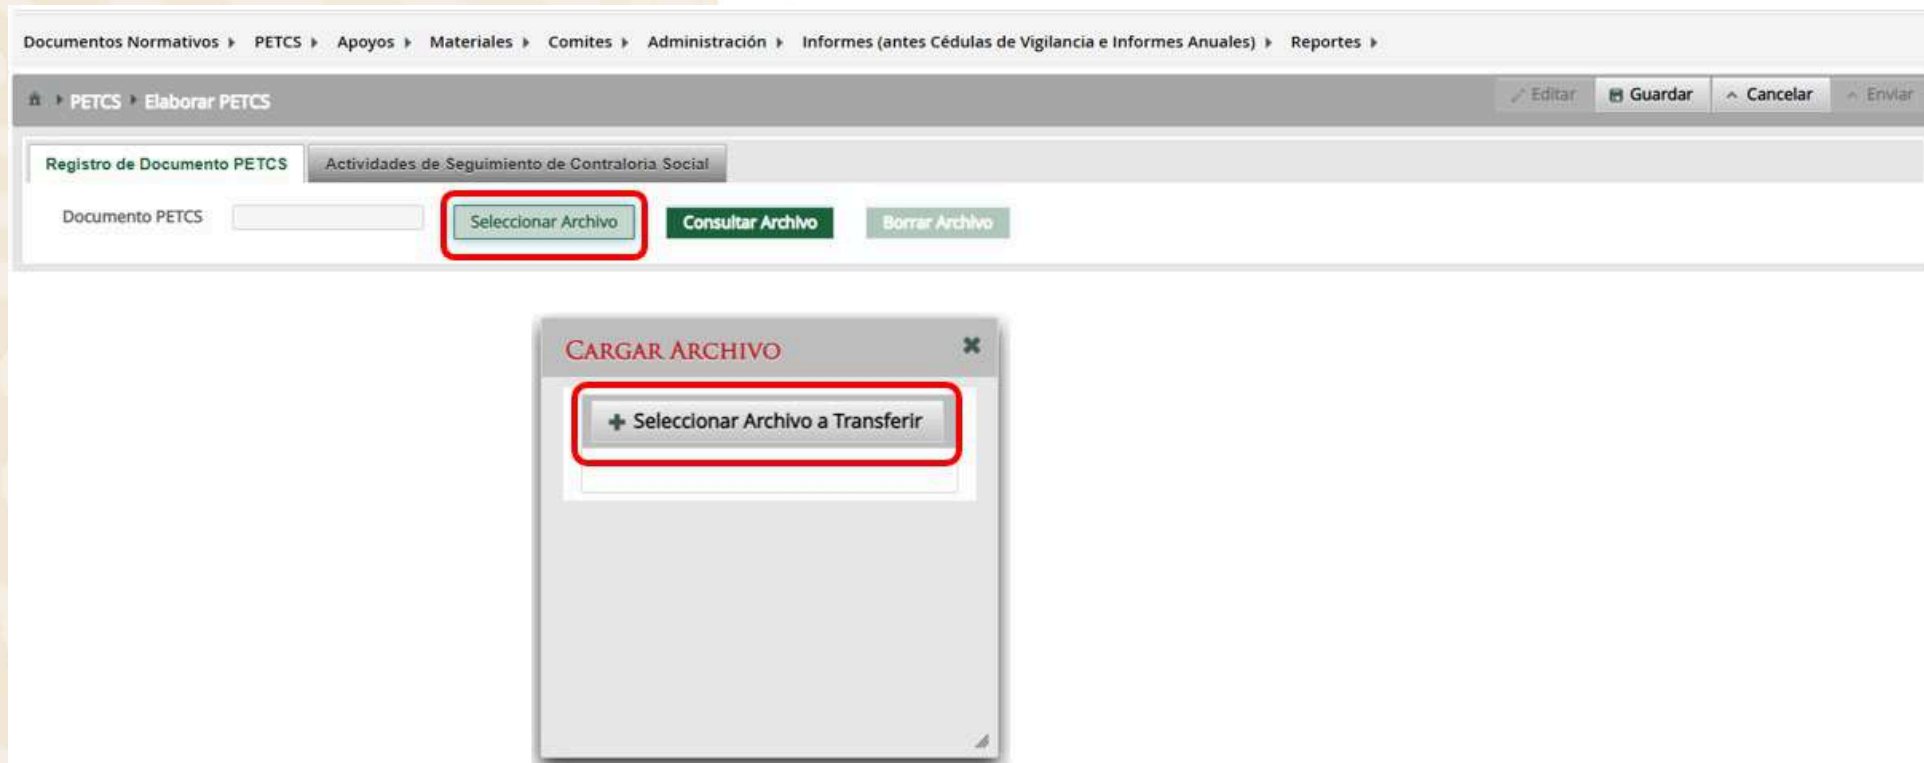 Documentos Normativos PETCS Apoyos Materiales Comites Administración Informes (antes Cédulas de Vigilancia e Informes Anuales) Reportes
PETCS Elaborar PETCS Editar Guardar Cancelar Enviar
Registro de Documento PETCS Actividades de Seguimiento de Contraloria Social
Documento PETCS Seleccionar Archivo Consultar Archivo Borrar Archivo
CARGAR ARCHIVO
Seleccionar Archivo a Transferir